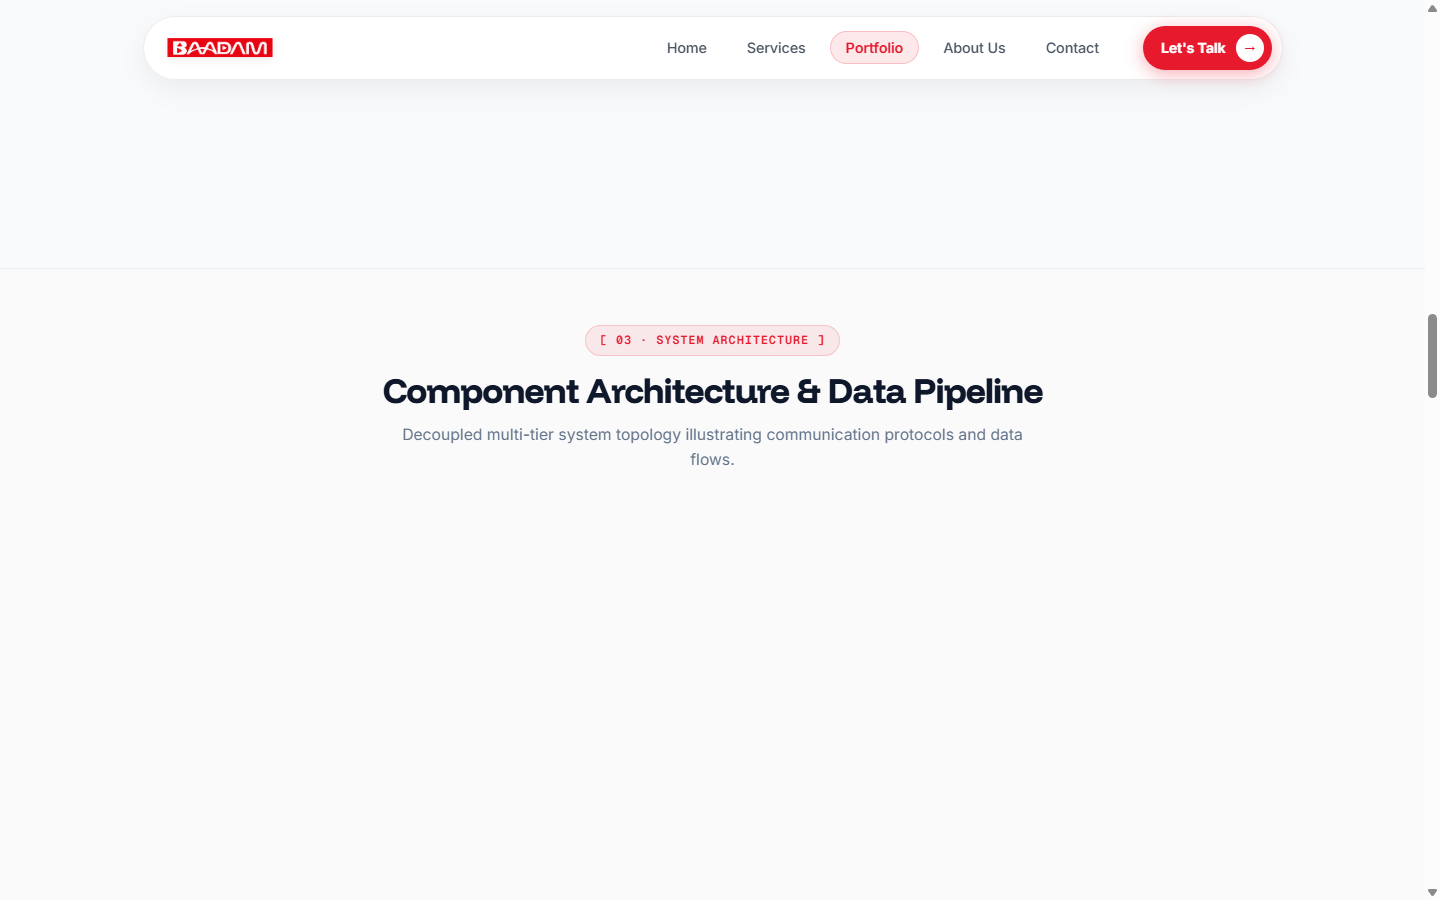 BAADAM
Home
Services
Portfolio
About Us
Contact
Let's Talk →
[ 03 · SYSTEM ARCHITECTURE ]
Component Architecture & Data Pipeline
Decoupled multi-tier system topology illustrating communication protocols and data
flows.